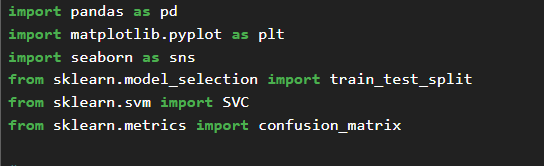 import pandas as pd
import matplotlib.pyplot as plt
import seaborn as sns
from sklearn.model_selection import train_test_split
from sklearn.svm import SVC
from sklearn.metrics import confusion_matrix